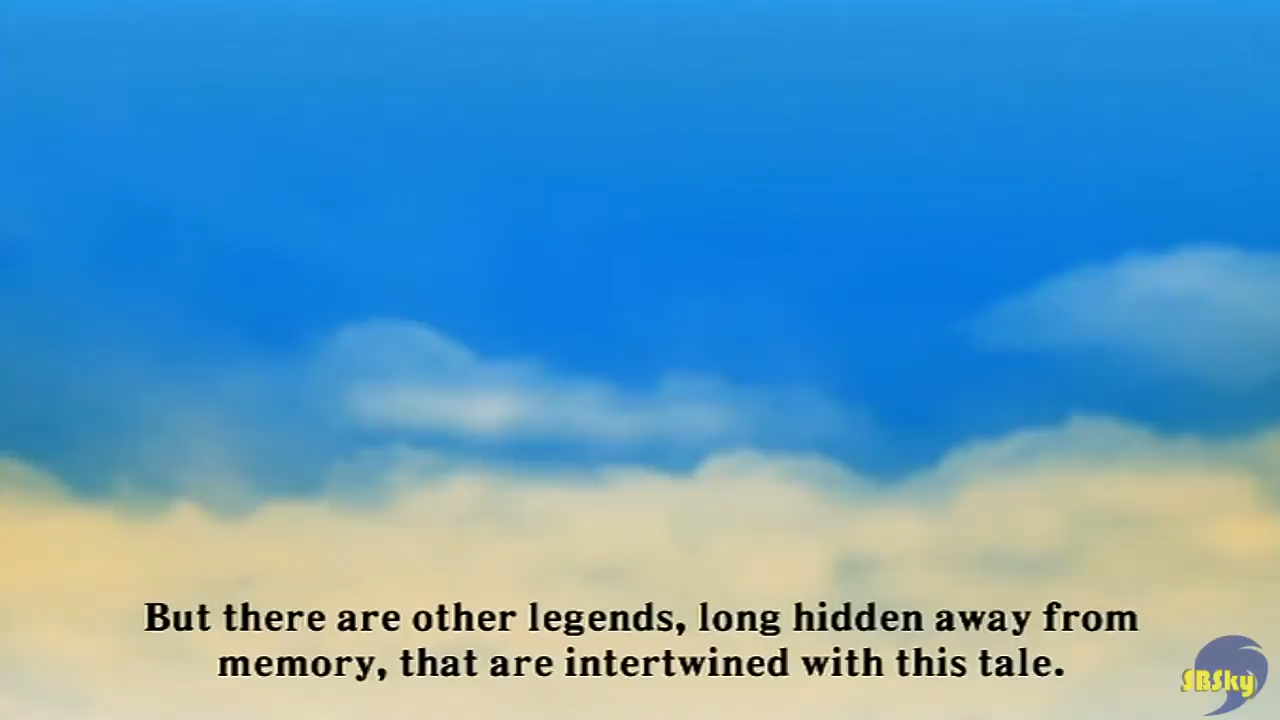 But there are other legends, long hidden away from
memory, that are intertwined with this tale.
SBSky